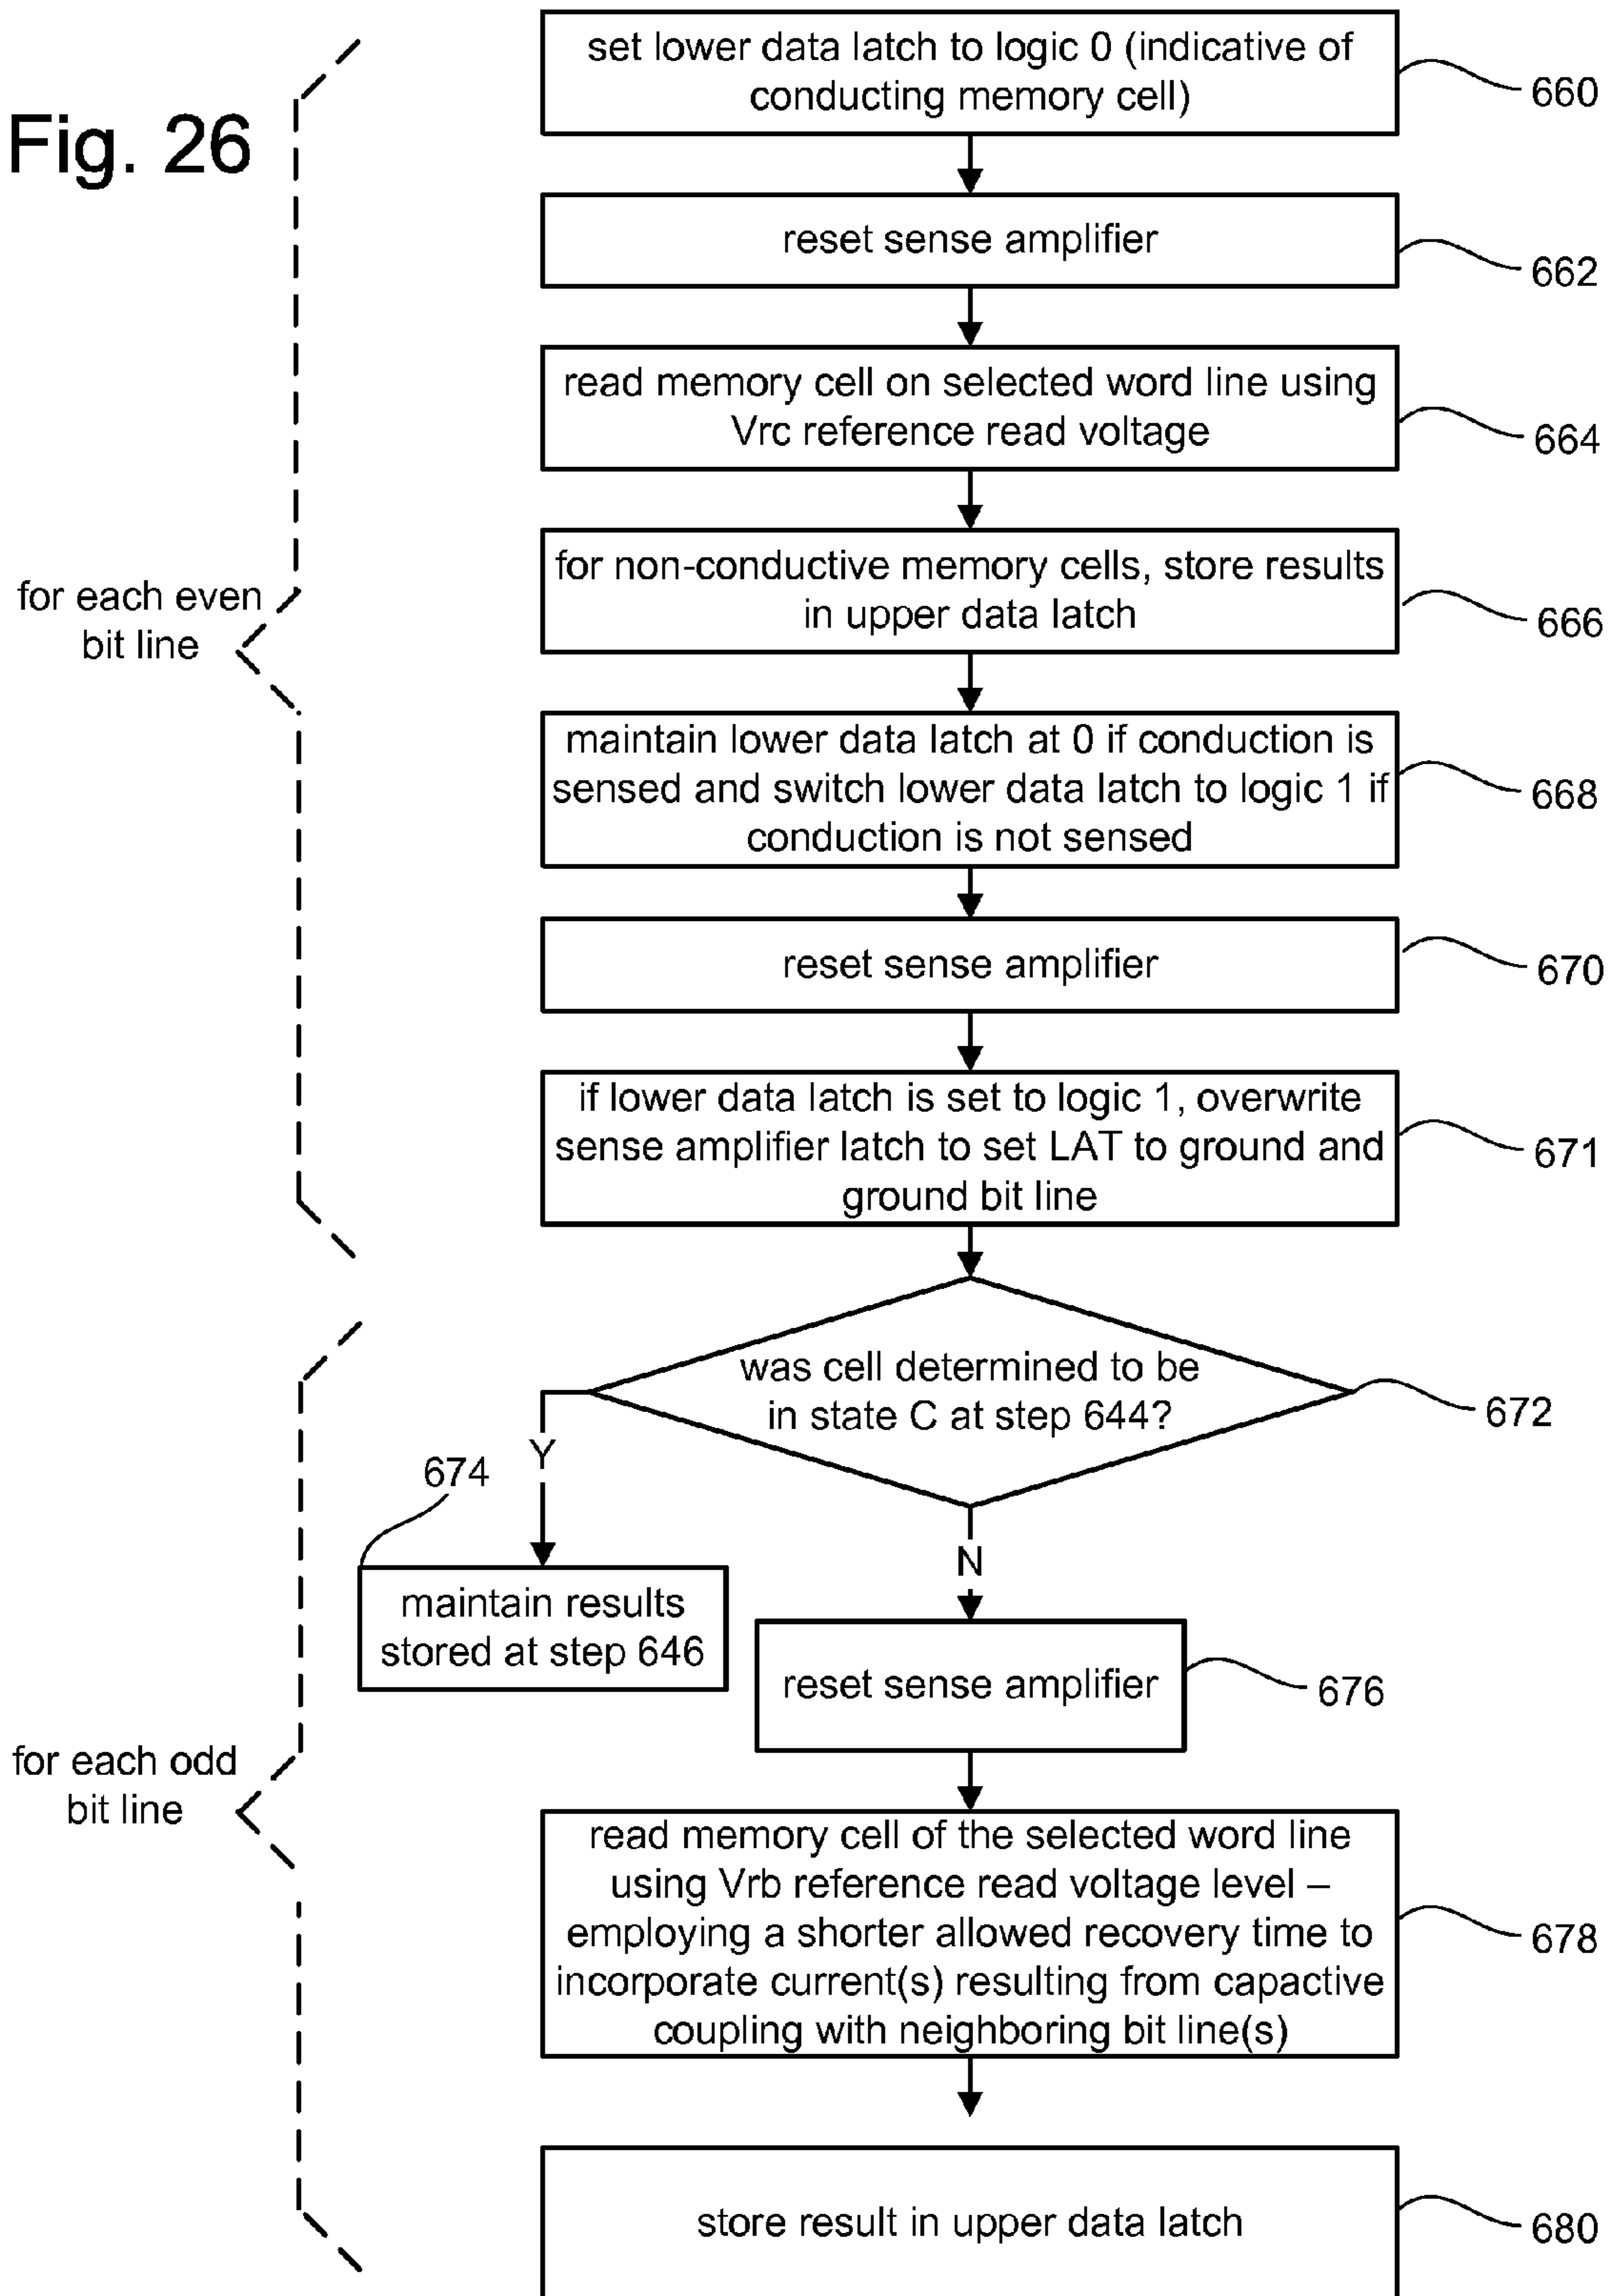 Fig. 26
set lower data latch to logic 0 (indicative of
conducting memory cell)
660
reset sense amplifier
662
read memory cell on selected word line using
Vrc reference read voltage
664
for each even
bit line
for non-conductive memory cells, store results
in upper data latch
666
maintain lower data latch at 0 if conduction is
sensed and switch lower data latch to logic 1 if
conduction is not sensed
668
reset sense amplifier
670
if lower data latch is set to logic 1, overwrite
sense amplifier latch to set LAT to ground and
ground bit line
671
was cell determined to be
in state C at step 644?
672
Y
674
maintain results
stored at step 646
N
reset sense amplifier
676
for each odd
bit line
read memory cell of the selected word line
using Vrb reference read voltage level –
employing a shorter allowed recovery time to
incorporate current(s) resulting from capactive
coupling with neighboring bit line(s)
678
store result in upper data latch
680